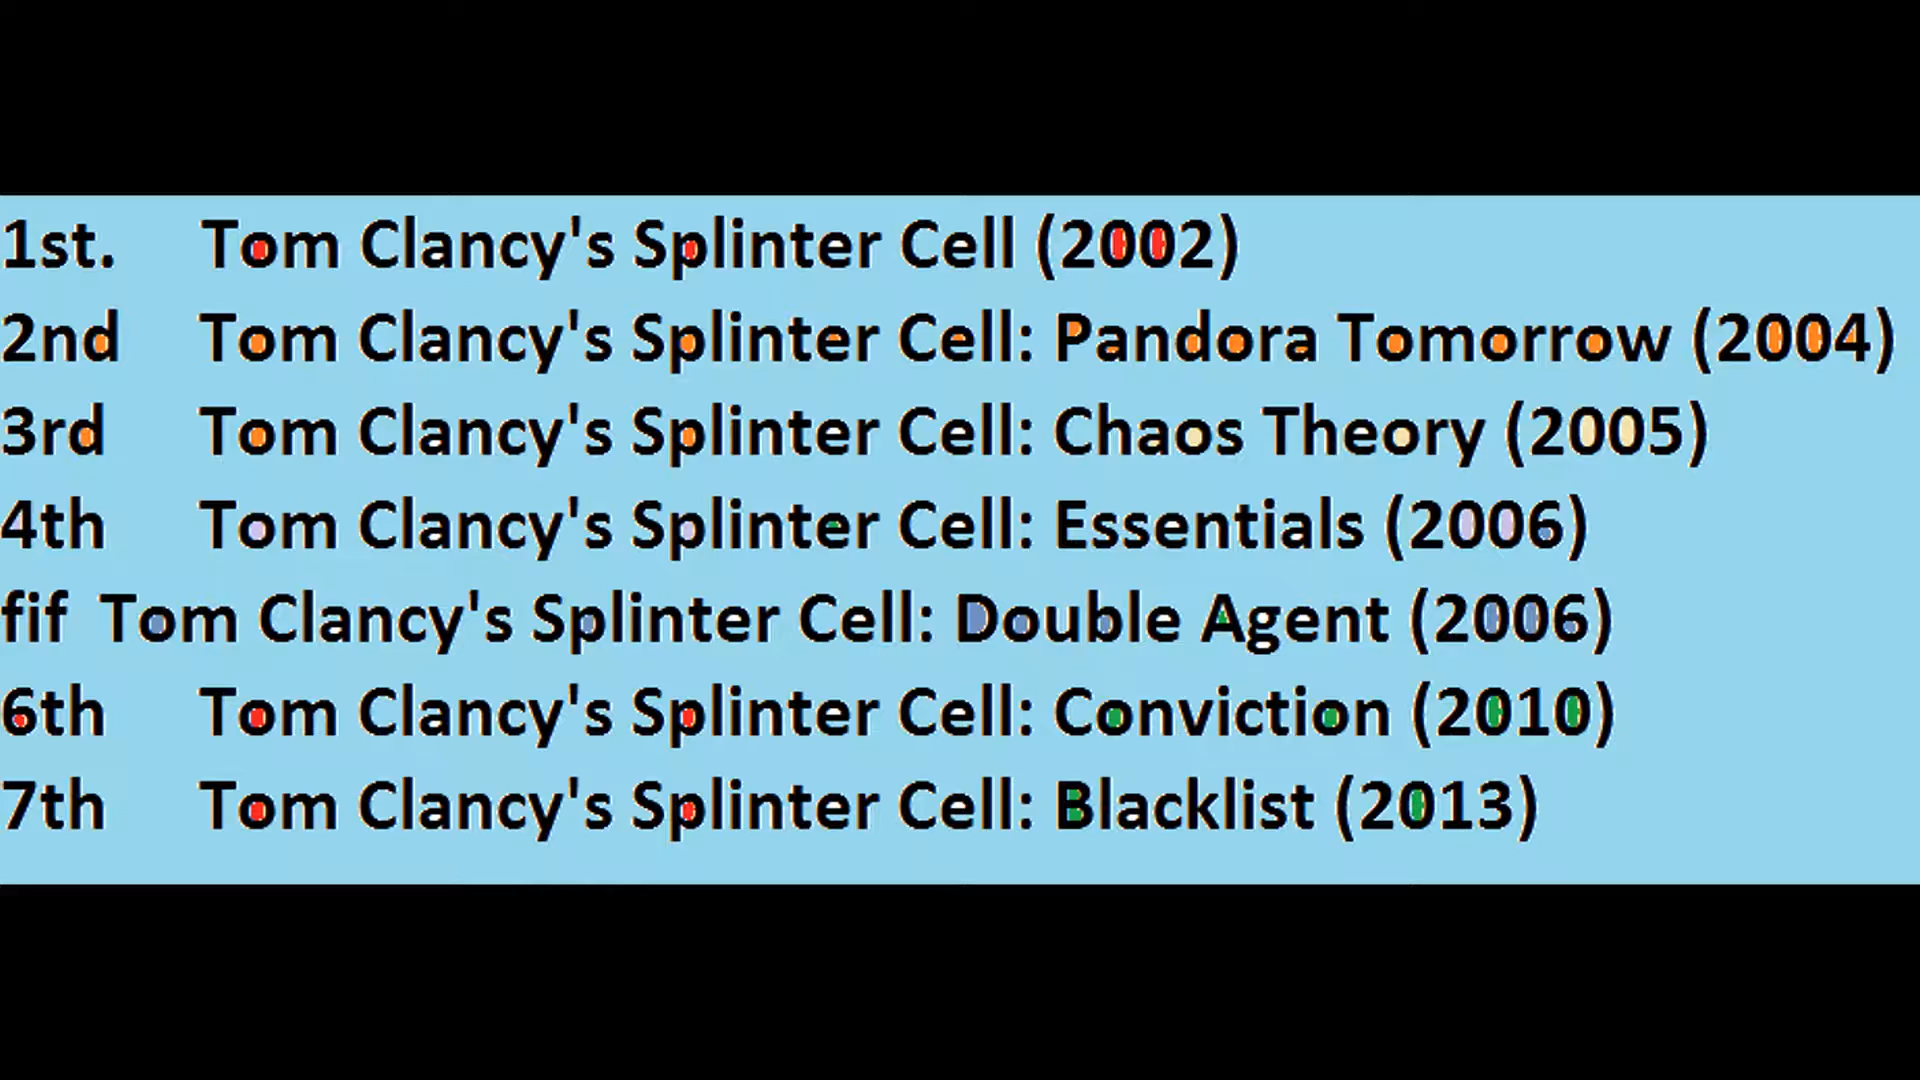 1st. Tom Clancy's Splinter Cell (2002)
2nd Tom Clancy's Splinter Cell: Pandora Tomorrow (2004)
3rd Tom Clancy's Splinter Cell: Chaos Theory (2005)
4th Tom Clancy's Splinter Cell: Essentials (2006)
fif Tom Clancy's Splinter Cell: Double Agent (2006)
6th Tom Clancy's Splinter Cell: Conviction (2010)
7th Tom Clancy's Splinter Cell: Blacklist (2013)